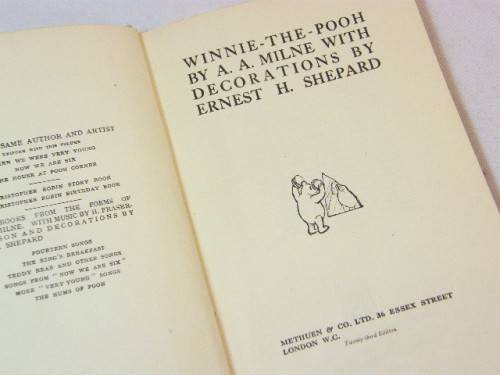 SAME AUTHOR AND ARTIST
UNIFORM WITH THIS VOLUME
WE WERE VERY YOUNG
NOW WE ARE SIX
HOUSE AT POOH CORNER
ROBIN STORY BOOK
ROBIN BIRTHDAY BOOK
BOOKS FROM THE POEMS OF
MILNE. WITH MUSIC BY H. FRASER-
SON AND DECORATIONS BY
SHEPARD
FOURTEEN SONGS
THE KING'S BREAKFAST
TEDDY BEAR AND OTHER SONGS
SONGS FROM "NOW WE ARE SIX"
MORE "VERY YOUNG" SONGS
THE HUMS OF POOH
WINNIE-THE-POOH
BY A. A. MILNE WITH
DECORATIONS BY
ERNEST H. SHEPARD
METHUEN & CO. LTD. 36 ESSEX STREET
LONDON W.C. Twenty-third Edition